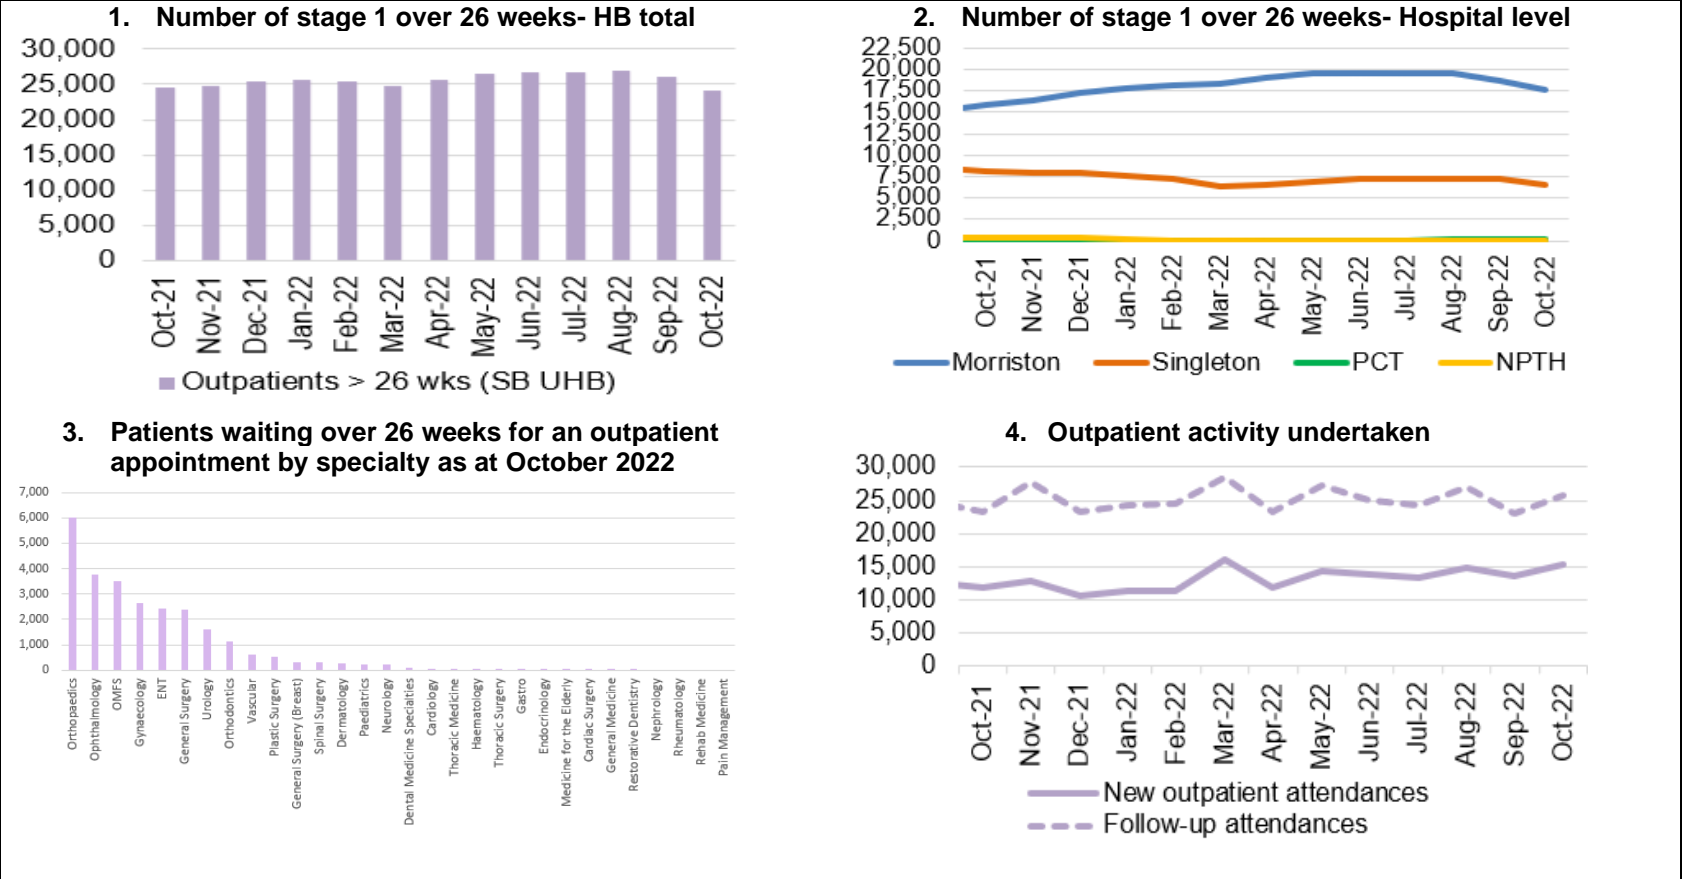 1. Number of stage 1 over 26 weeks- HB total
30,000
25,000
20,000
15,000
10,000
5,000
0
Oct-21
Nov-21
Dec-21
Jan-22
Feb-22
Mar-22
Apr-22
May-22
Jun-22
Jul-22
Aug-22
Sep-22
Oct-22
Outpatients > 26 wks (SB UHB)
2. Number of stage 1 over 26 weeks- Hospital level
22,500
20,000
17,500
15,000
12,500
10,000
7,500
5,000
2,500
0
Oct-21
Nov-21
Dec-21
Jan-22
Feb-22
Mar-22
Apr-22
May-22
Jun-22
Jul-22
Aug-22
Sep-22
Oct-22
Morriston Singleton PCT NPTH
3. Patients waiting over 26 weeks for an outpatient
appointment by specialty as at October 2022
7,000
6,000
5,000
4,000
3,000
2,000
1,000
0
Orthopaedics
Ophthalmology
OMFS
Gynaecology
ENT
General Surgery
Urology
Orthodontics
Vascular
Plastic Surgery
General Surgery (Breast)
Spinal Surgery
Dermatology
Paediatrics
Neurology
Dental Medicine Specialties
Cardiology
Thoracic Medicine
Haematology
Thoracic Surgery
Gastro
Endocrinology
Medicine for the Elderly
Cardiac Surgery
General Medicine
Restorative Dentistry
Nephrology
Rheumatology
Rehab Medicine
Pain Management
4. Outpatient activity undertaken
30,000
25,000
20,000
15,000
10,000
5,000
0
Oct-21
Nov-21
Dec-21
Jan-22
Feb-22
Mar-22
Apr-22
May-22
Jun-22
Jul-22
Aug-22
Sep-22
Oct-22
New outpatient attendances
Follow-up attendances